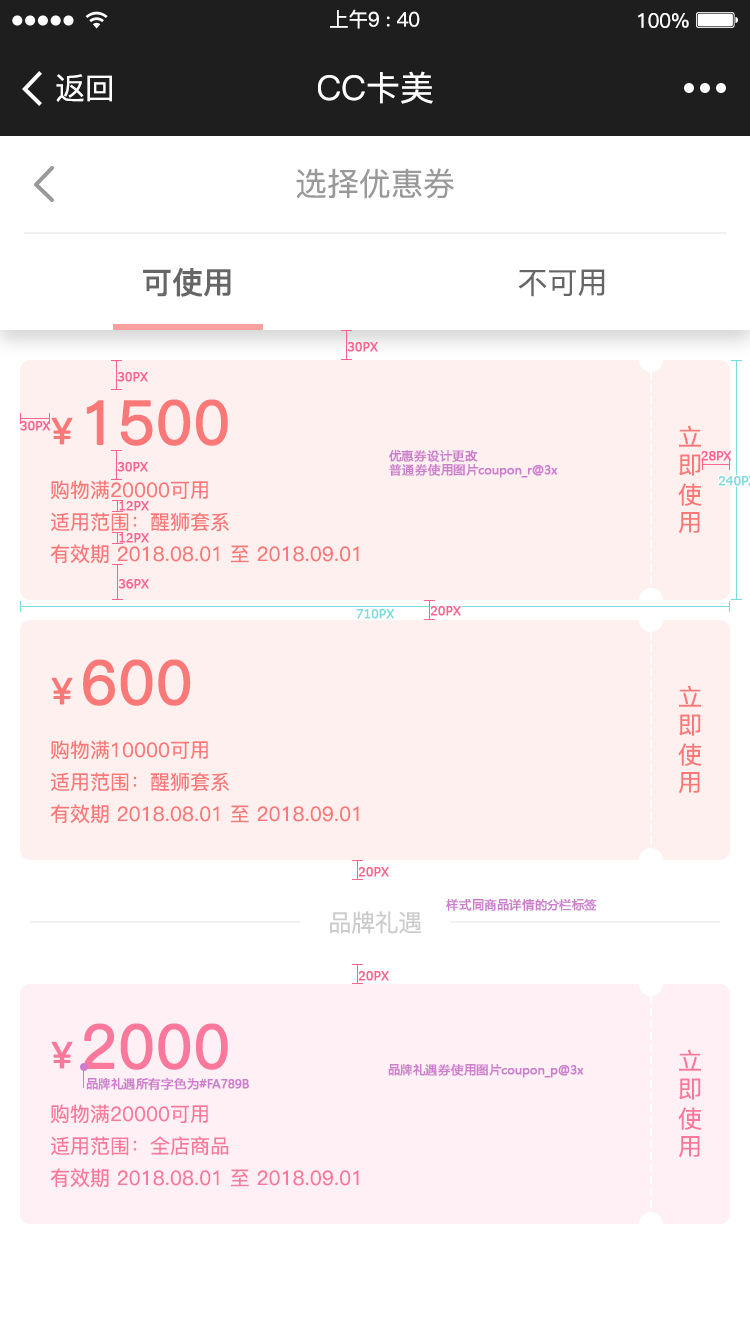 上午9 : 40
100%
返回
CC卡美
选择优惠券
可使用
不可用
30PX
30PX
30PX
¥1500
30PX
优惠券设计更改
普通券使用图片coupon_r@3x
立即使用
28PX
240P
购物满20000可用
12PX
适用范围：醒狮套系
12PX
有效期 2018.08.01 至 2018.09.01
36PX
710PX
20PX
¥600
立即使用
购物满10000可用
适用范围：醒狮套系
有效期 2018.08.01 至 2018.09.01
20PX
样式同商品详情的分栏标签
品牌礼遇
20PX
¥2000
品牌礼遇所有字色为#FA789B
品牌礼遇券使用图片coupon_p@3x
立即使用
购物满20000可用
适用范围：全店商品
有效期 2018.08.01 至 2018.09.01